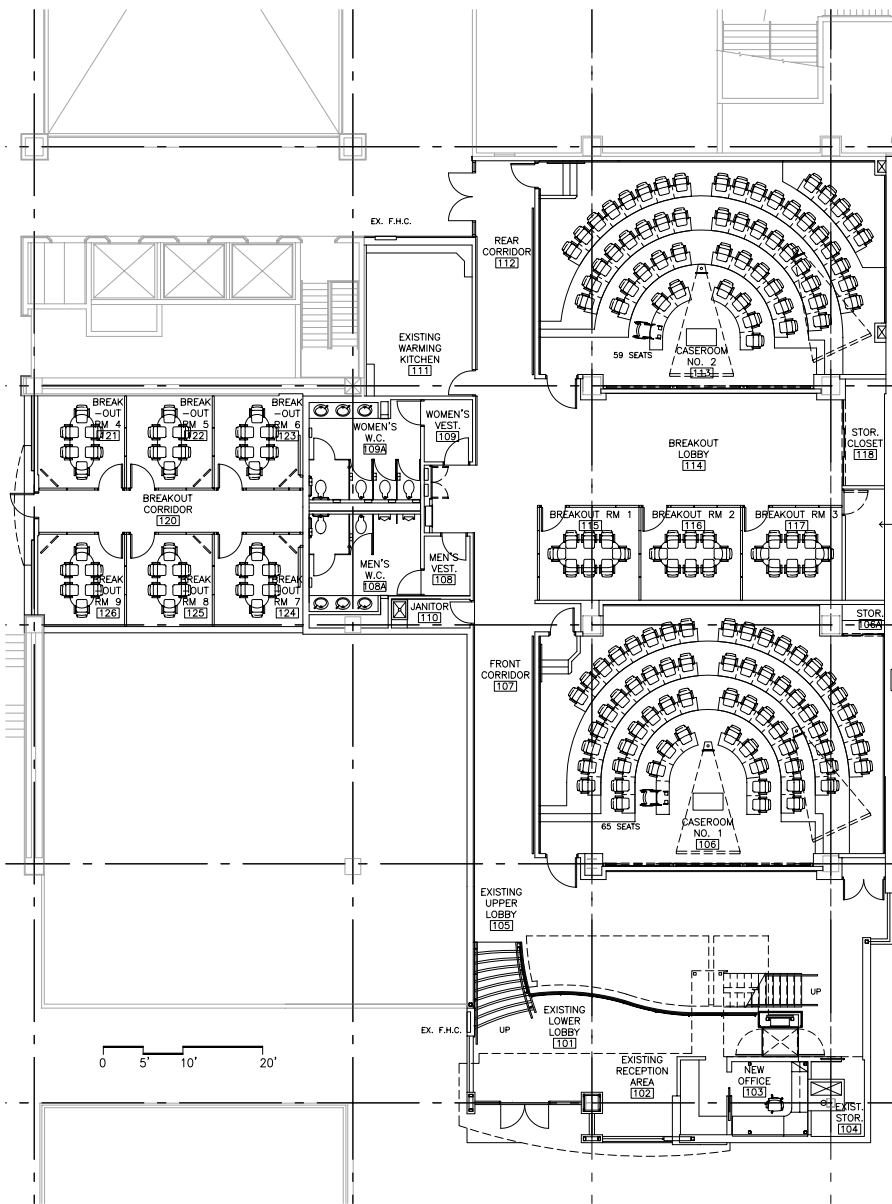 EX. F.H.C.
REAR
CORRIDOR
112
EXISTING
WARMING
KITCHEN
111
59 SEATS
CASEROOM
NO. 2
113
BREAK
-OUT
RM 4
121
BREAK
-OUT
RM 5
122
BREAK
-OUT
RM 6
123
WOMEN'S
W.C.
109A
WOMEN'S
VEST.
109
BREAKOUT
LOBBY
114
STOR.
CLOSET
118
BREAKOUT
CORRIDOR
120
BREAKOUT RM 1
115
BREAKOUT RM 2
116
BREAKOUT RM 3
117
MEN'S
W.C.
108A
MEN'S
VEST.
108
BREAK
-OUT
RM 9
126
BREAK
-OUT
RM 8
125
BREAK
-OUT
RM 7
124
JANITOR
110
STOR.
106A
FRONT
CORRIDOR
107
65 SEATS
CASEROOM
NO. 1
106
EXISTING
UPPER
LOBBY
105
UP
EX. F.H.C.
UP
EXISTING
LOWER
LOBBY
101
EXISTING
RECEPTION
AREA
102
NEW
OFFICE
103
EXIST.
STOR.
104
0 5' 10' 20'